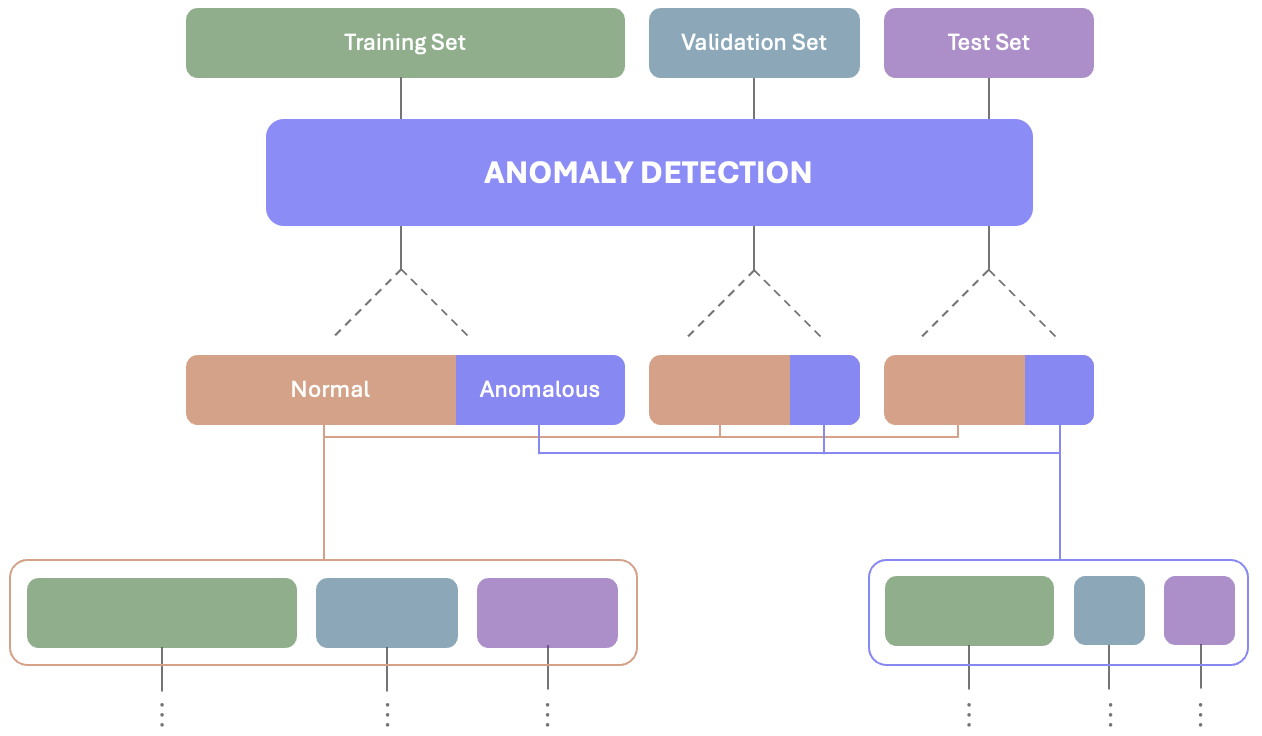 Training Set
Validation Set
Test Set
ANOMALY DETECTION
Normal
Anomalous